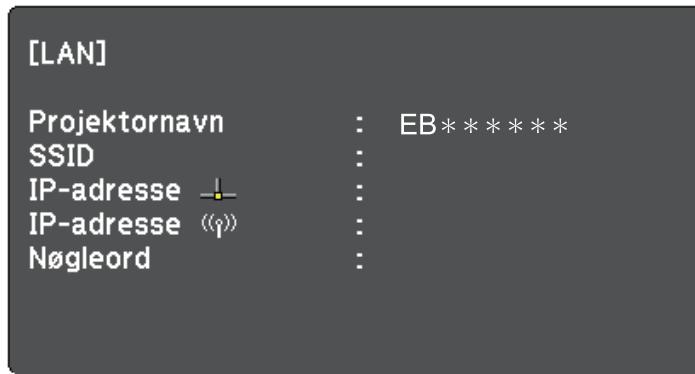 [LAN]
Projektornavn : EB******
SSID :
IP-adresse :
IP-adresse :
Nøgleord :